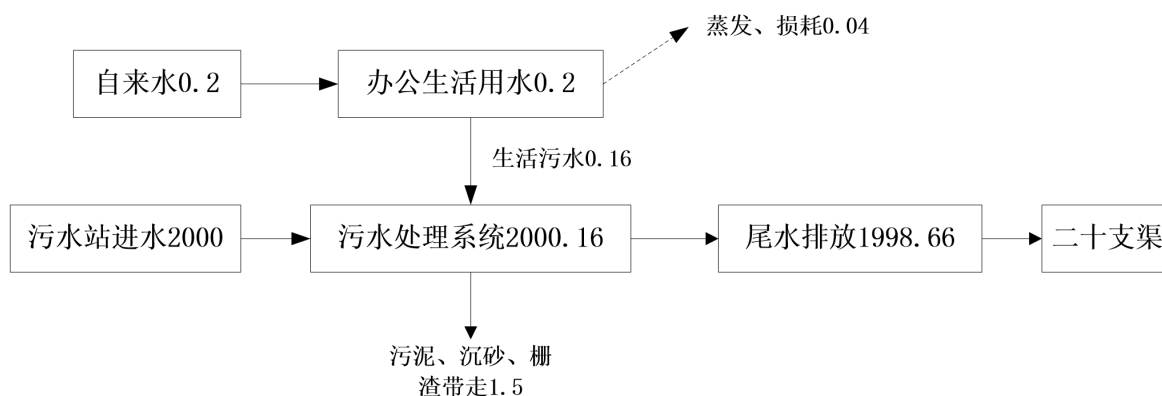 蒸发、损耗0.04
自来水0.2
办公生活用水0.2
生活污水0.16
污水站进水2000
污水处理系统2000.16
尾水排放1998.66
二十支渠
污泥、沉砂、栅
渣带走1.5